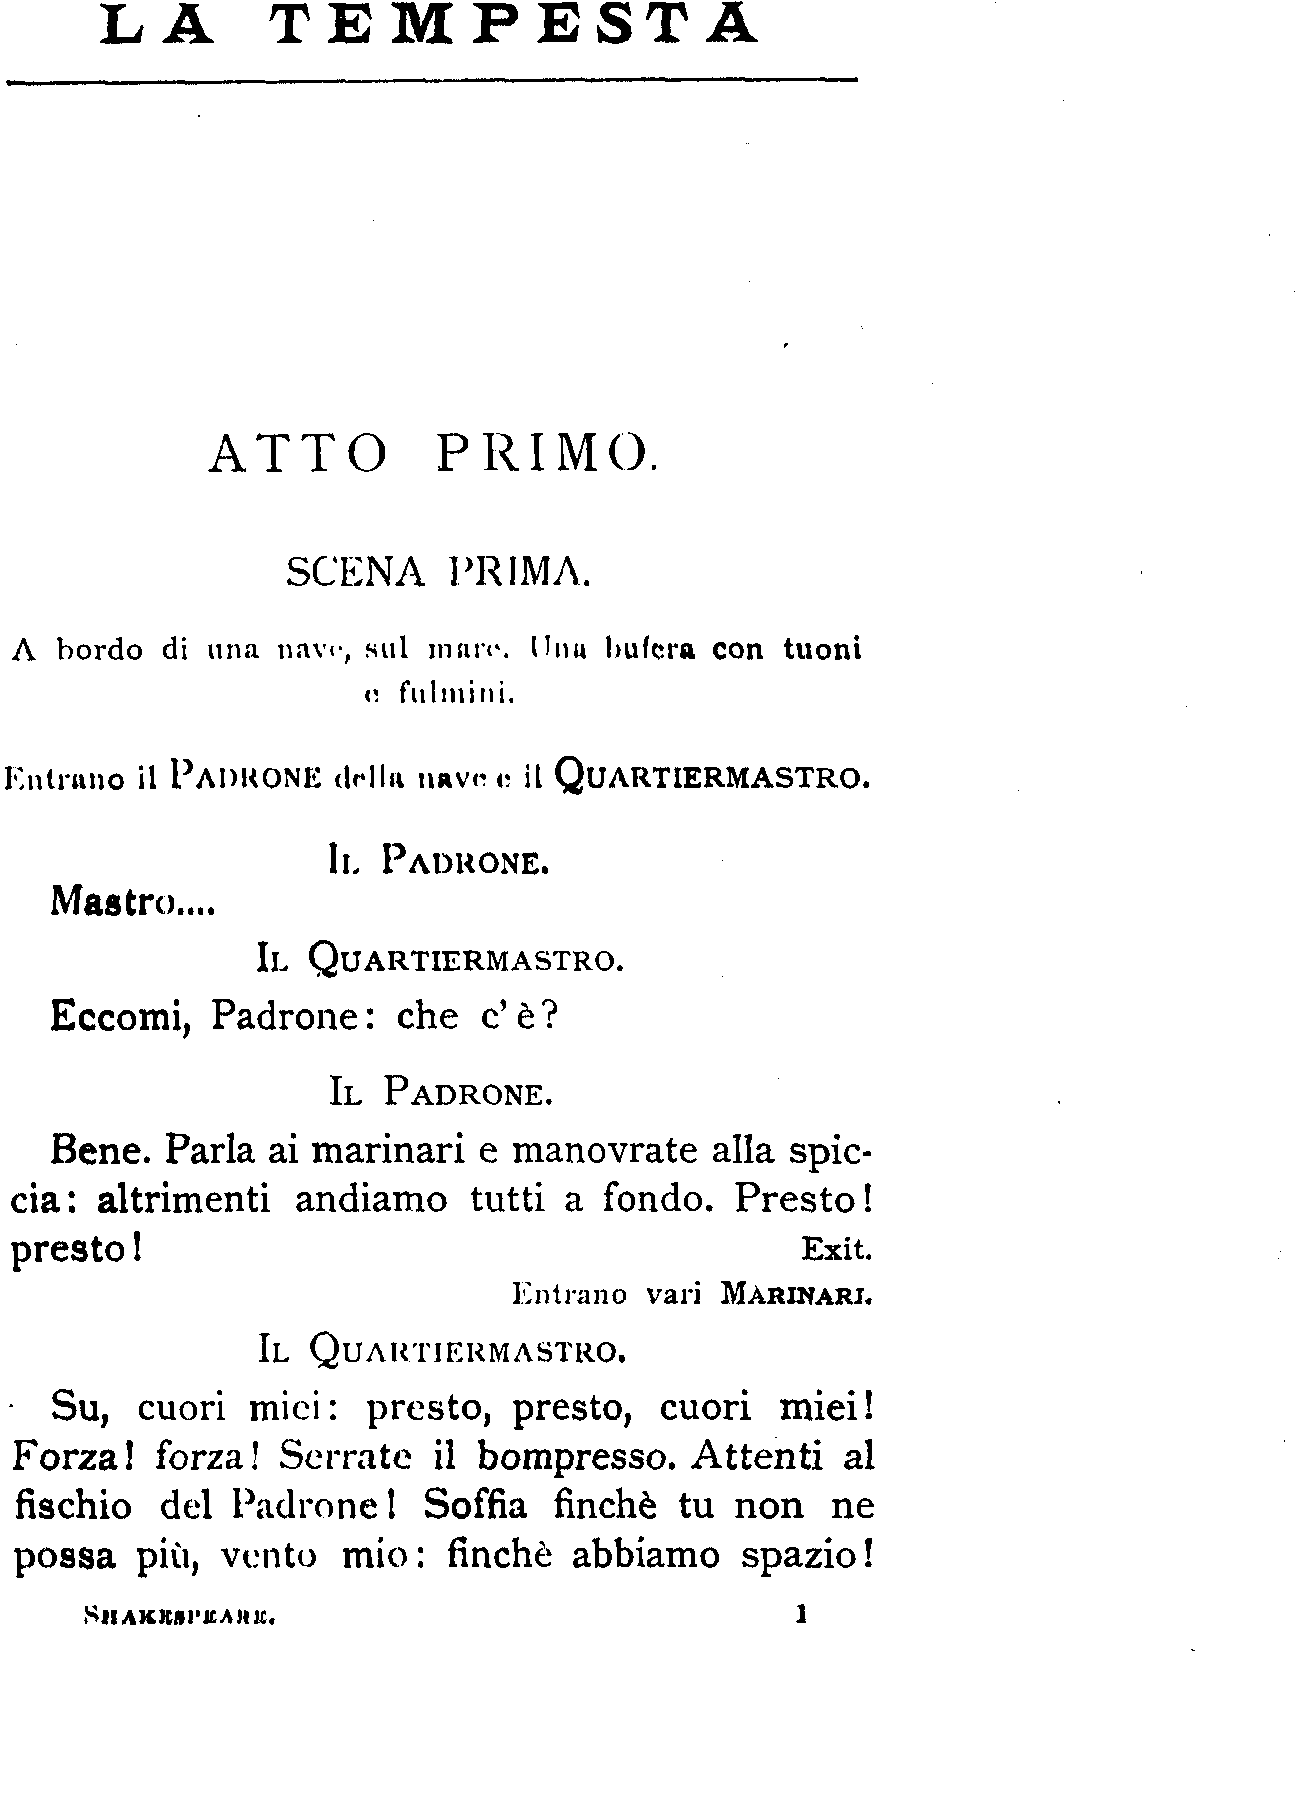 LA TEMPESTA
ATTO PRIMO.
SCENA PRIMA.
A bordo di una nave, sul mare. Una bufera con tuoni
e fulmini.
Entrano il PADRONE della nave e il QUARTIERMASTRO.
IL PADRONE.
Mastro....
IL QUARTIERMASTRO.
Eccomi, Padrone: che c'è?
IL PADRONE.
Bene. Parla ai marinari e manovrate alla spic-
cia: altrimenti andiamo tutti a fondo. Presto!
presto! Exit.
Entrano vari MARINARI.
IL QUARTIERMASTRO.
Su, cuori miei: presto, presto, cuori miei!
Forza! forza! Serrate il bompresso. Attenti al
fischio del Padrone! Soffia finchè tu non ne
possa più, vento mio: finchè abbiamo spazio!
SHAKESPEARE. 1